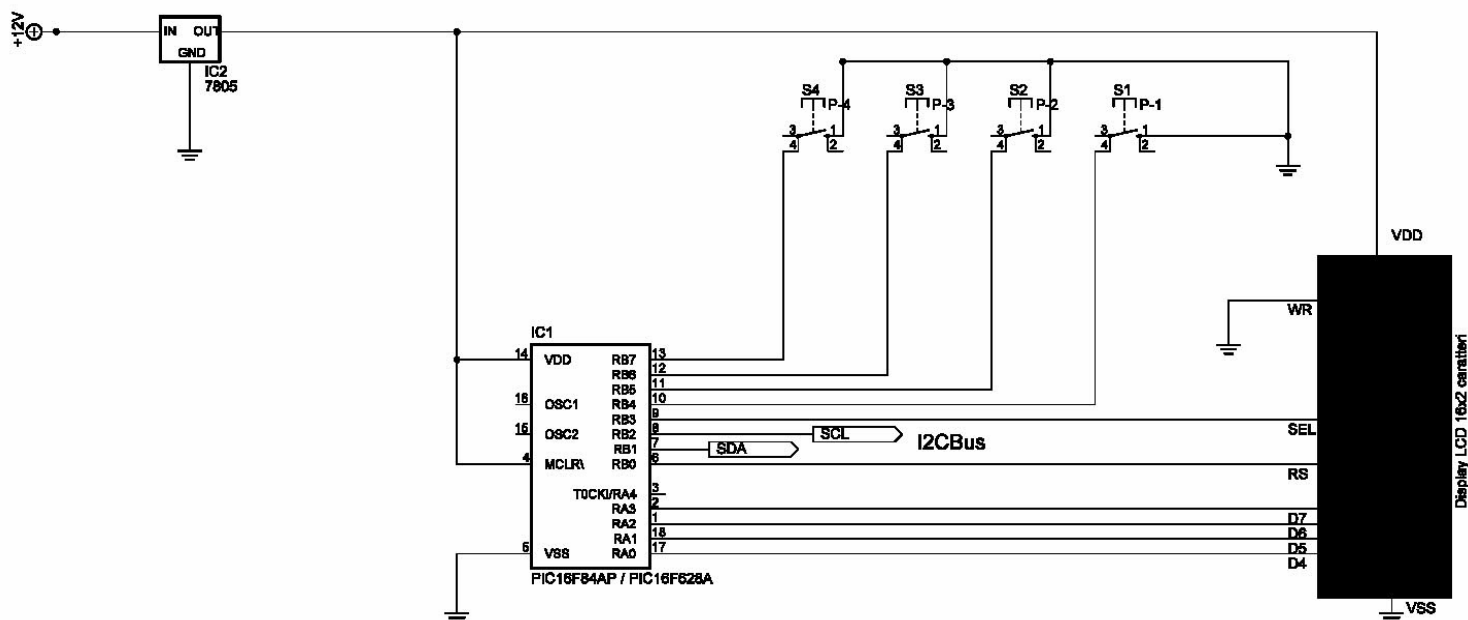 +12V
IN OUT
GND
IC2
7805
S4
P-4
3 1
4 2
S3
P-3
3 1
4 2
S2
P-2
3 1
4 2
S1
P-1
3 1
4 2
VDD
WR
SEL
RS
D7
D6
D5
D4
VSS
Display LCD 16x2 caratteri
IC1
14 VDD RB7 13
RB6 12
RB5 11
16 OSC1 RB4 10
RB3 9
15 OSC2 RB2 8
RB1 7
4 MCLR\ RB0 6
T0CKI/RA4 3
RA3 2
RA2 1
RA1 18
5 VSS RA0 17
PIC16F84AP / PIC16F628A
SCL
SDA
I2CBus